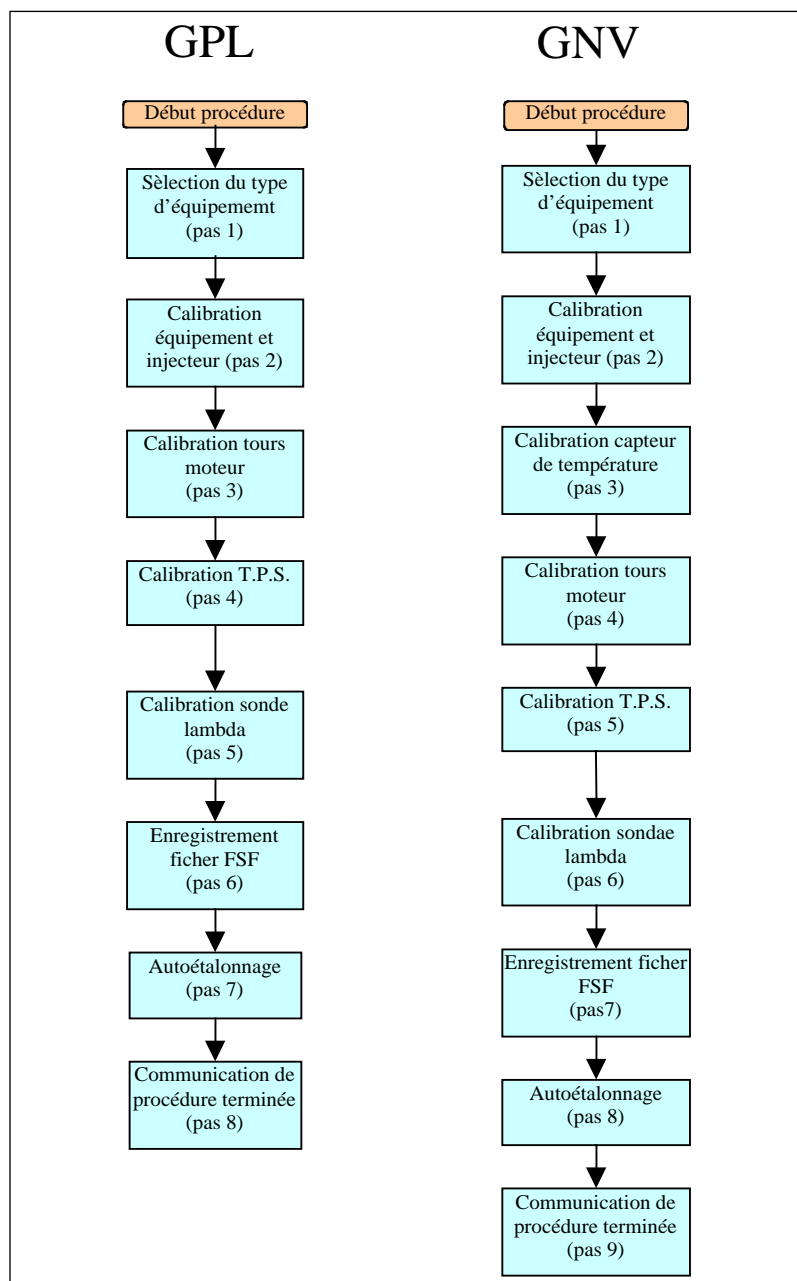 GPL
Début procédure
Sèlection du type
d'équipememt
(pas 1)
Calibration
équipement et
injecteur (pas 2)
Calibration tours
moteur
(pas 3)
Calibration T.P.S.
(pas 4)
Calibration sonde
lambda
(pas 5)
Enregistrement
ficher FSF
(pas 6)
Autoétalonnage
(pas 7)
Communication de
procédure terminée
(pas 8)
GNV
Début procédure
Sèlection du type
d'équipement
(pas 1)
Calibration
équipement et
injecteur (pas 2)
Calibration capteur
de température
(pas 3)
Calibration tours
moteur
(pas 4)
Calibration T.P.S.
(pas 5)
Calibration sondae
lambda
(pas 6)
Enregistrement ficher
FSF
(pas7)
Autoétalonnage
(pas 8)
Communication de
procédure terminée
(pas 9)